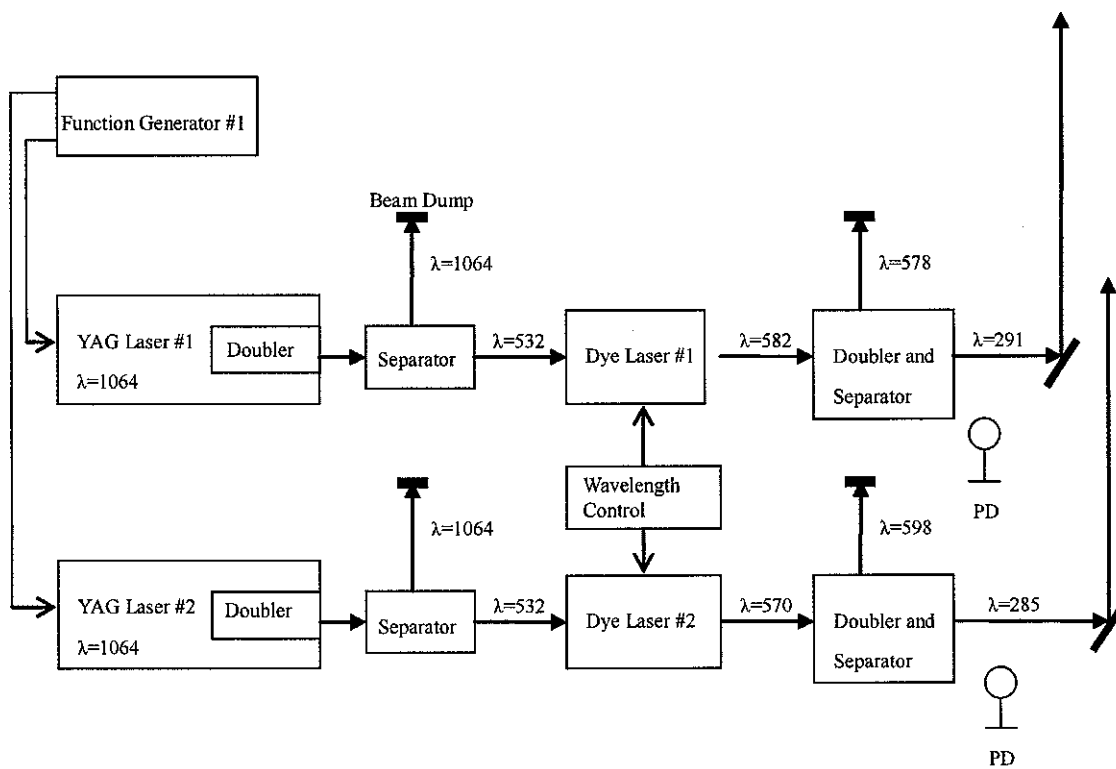 Function Generator #1
Beam Dump
λ=1064
λ=578
YAG Laser #1
Doubler
λ=1064
Separator
λ=532
Dye Laser #1
λ=582
Doubler and
Separator
λ=291
PD
Wavelength
Control
λ=1064
λ=598
YAG Laser #2
Doubler
λ=1064
Separator
λ=532
Dye Laser #2
λ=570
Doubler and
Separator
λ=285
PD